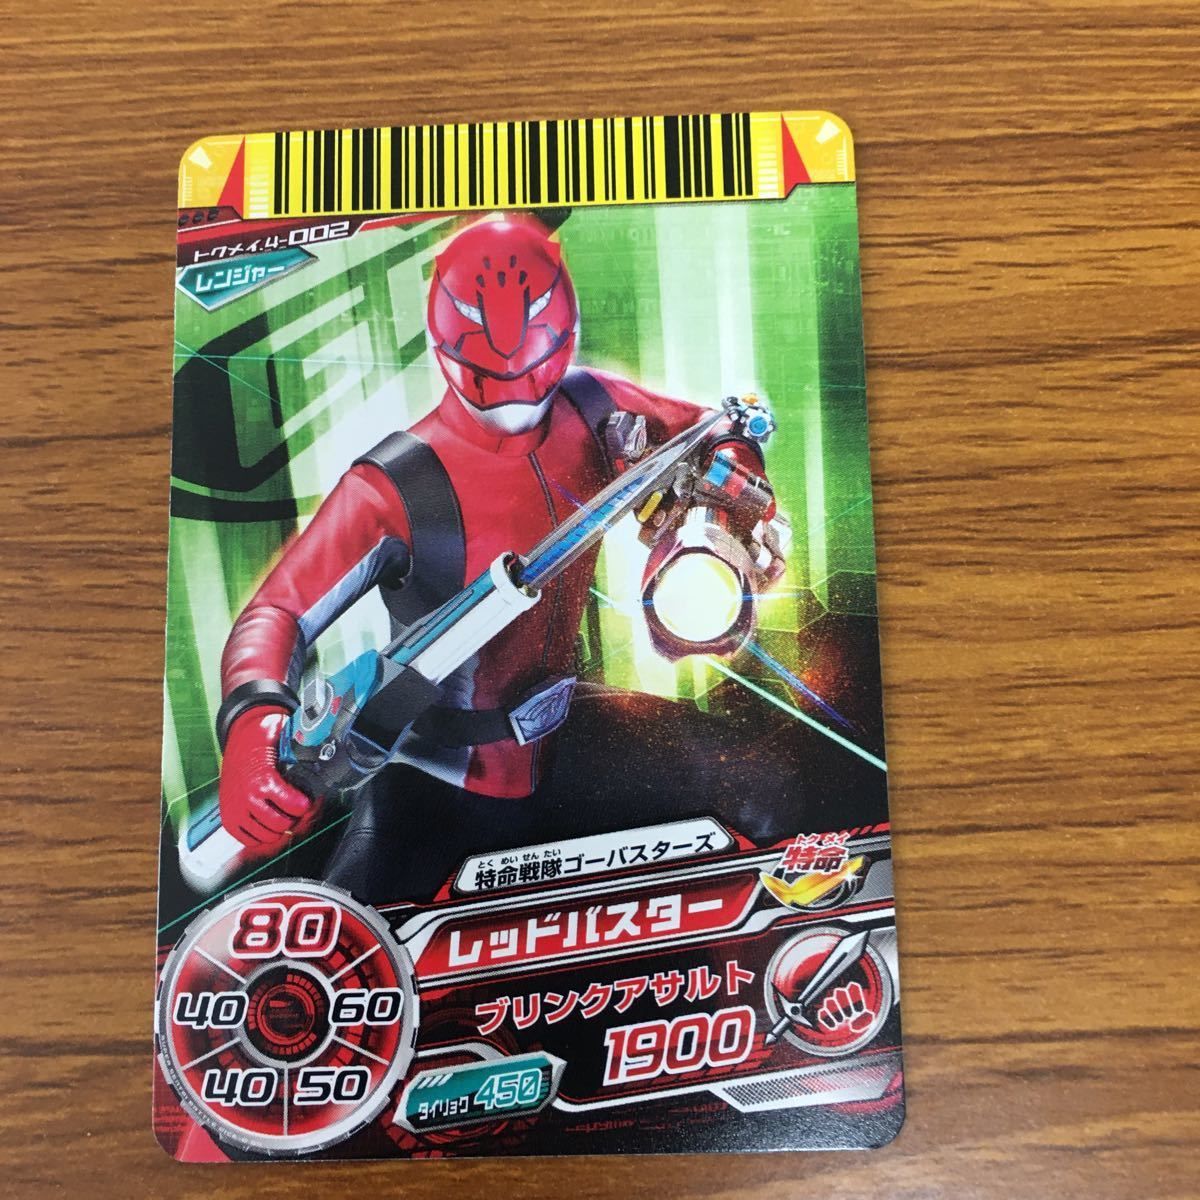 トクメイガ-002
レンジャー
とくめいせんたい
特命戦隊ゴーバスターズ
トクメイ
特命
レッドバスター
ブリンクアサルト
1900
タイリョク 450
80
40 60
40 50